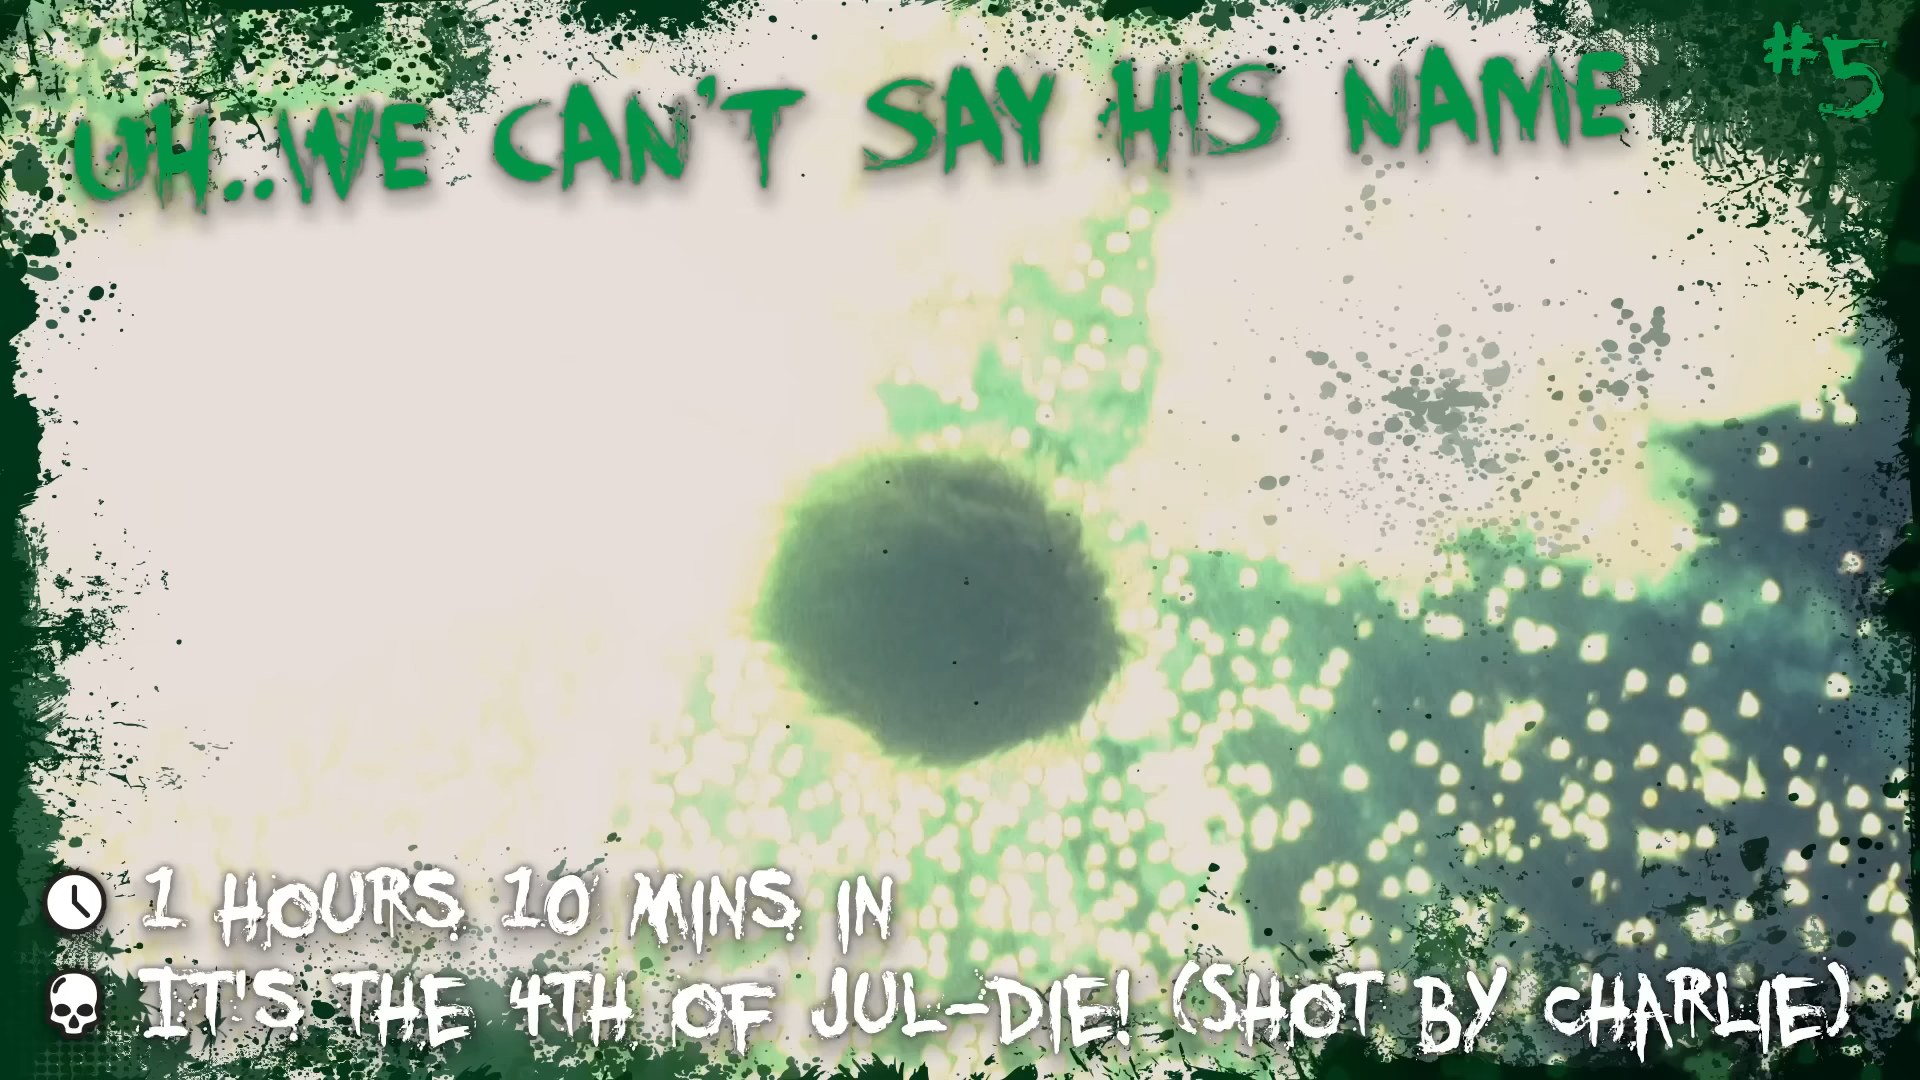 UH..WE CAN'T SAY HIS NAME
#5
1 HOURS 10 MINS IN
IT'S THE 4TH OF JUL-DIE! (SHOT BY CHARLIE)